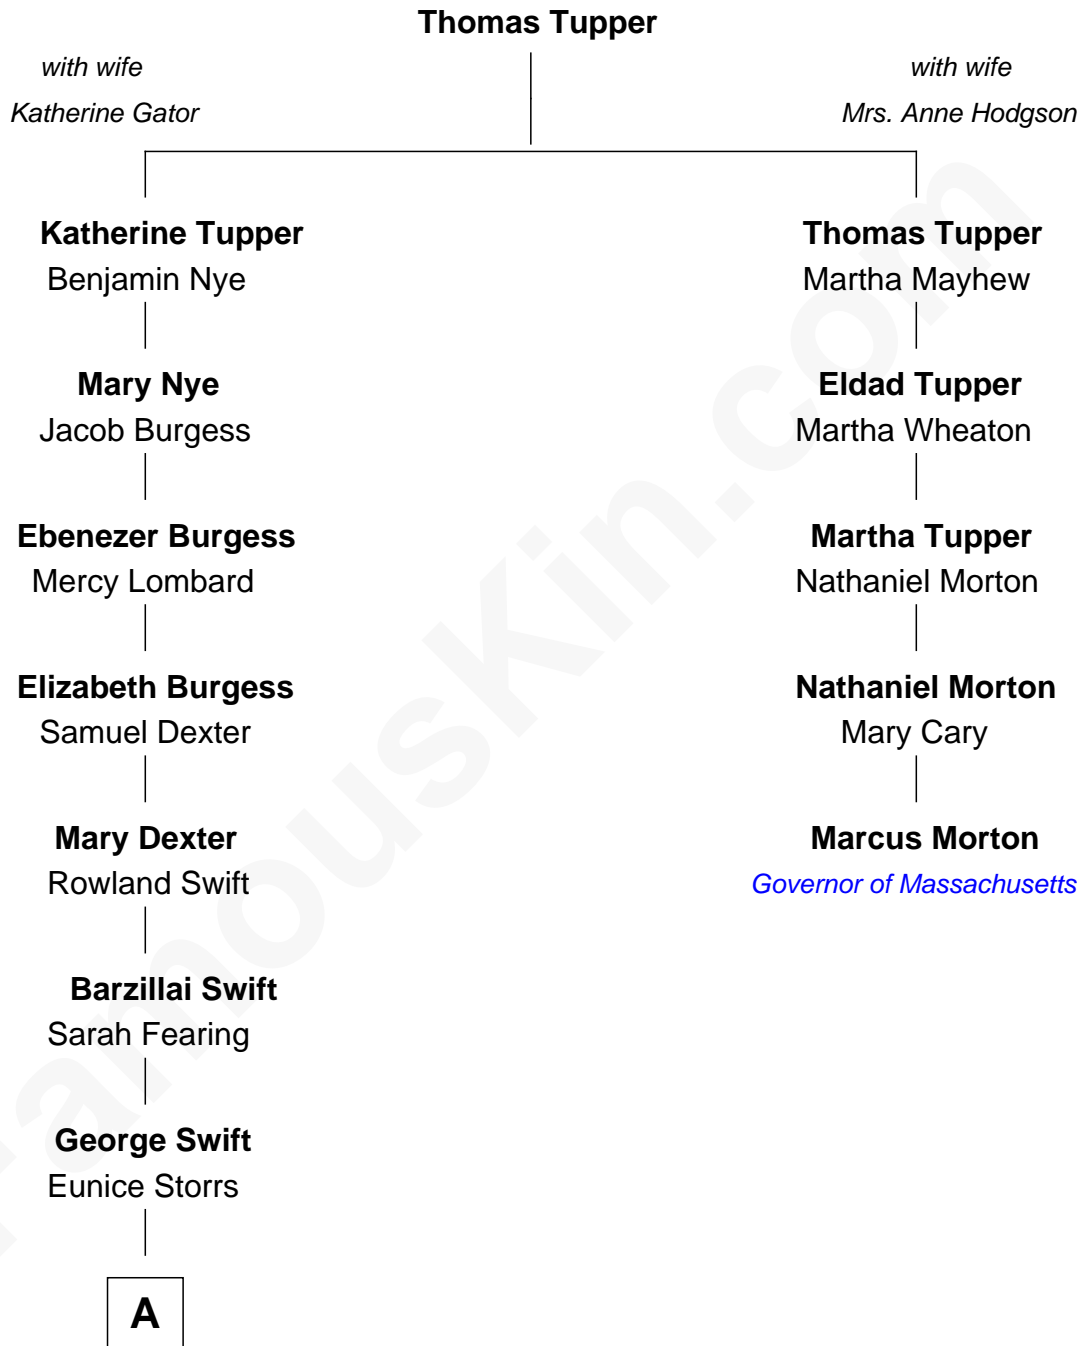 Thomas Tupper
with wife
Katherine Gator
with wife
Mrs. Anne Hodgson
Katherine Tupper
Benjamin Nye
Thomas Tupper
Martha Mayhew
Mary Nye
Jacob Burgess
Eldad Tupper
Martha Wheaton
Ebenezer Burgess
Mercy Lombard
Martha Tupper
Nathaniel Morton
Elizabeth Burgess
Samuel Dexter
Nathaniel Morton
Mary Cary
Mary Dexter
Rowland Swift
Marcus Morton
Governor of Massachusetts
Barzillai Swift
Sarah Fearing
George Swift
Eunice Storrs
A
FamousKin.com